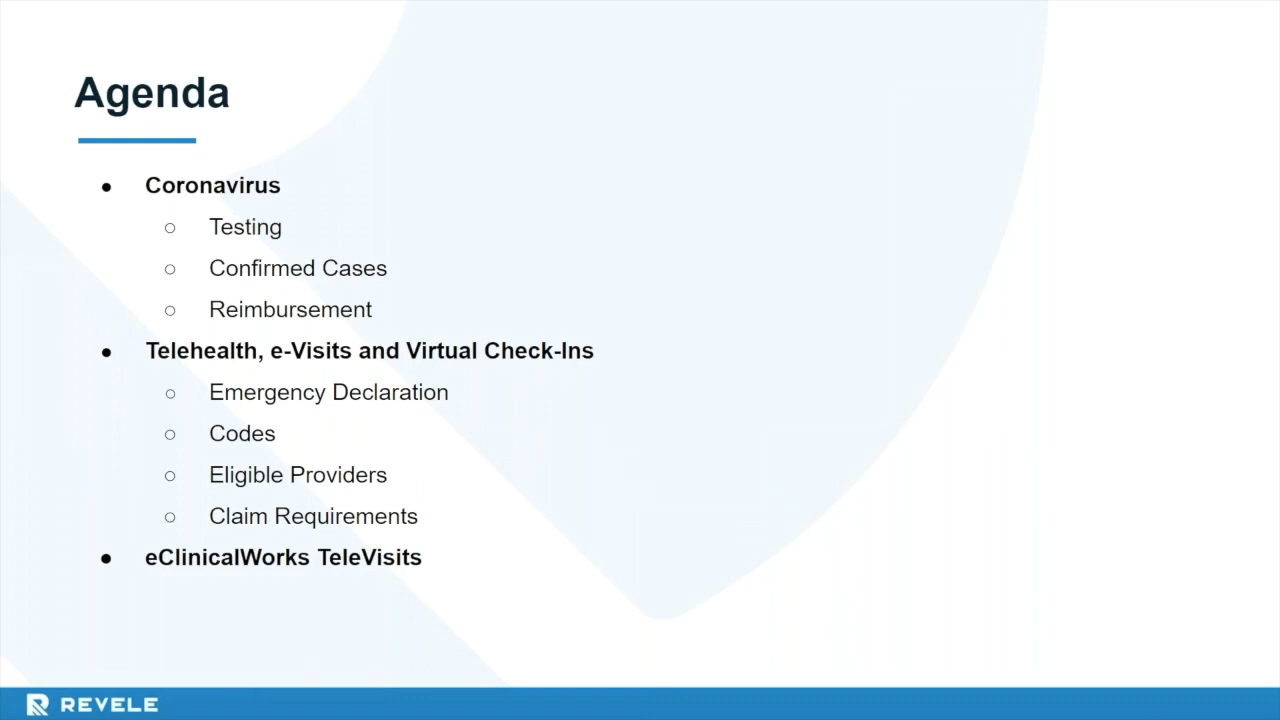 Agenda
● Coronavirus
○ Testing
○ Confirmed Cases
○ Reimbursement
● Telehealth, e-Visits and Virtual Check-Ins
○ Emergency Declaration
○ Codes
○ Eligible Providers
○ Claim Requirements
● eClinicalWorks TeleVisits
REVELE